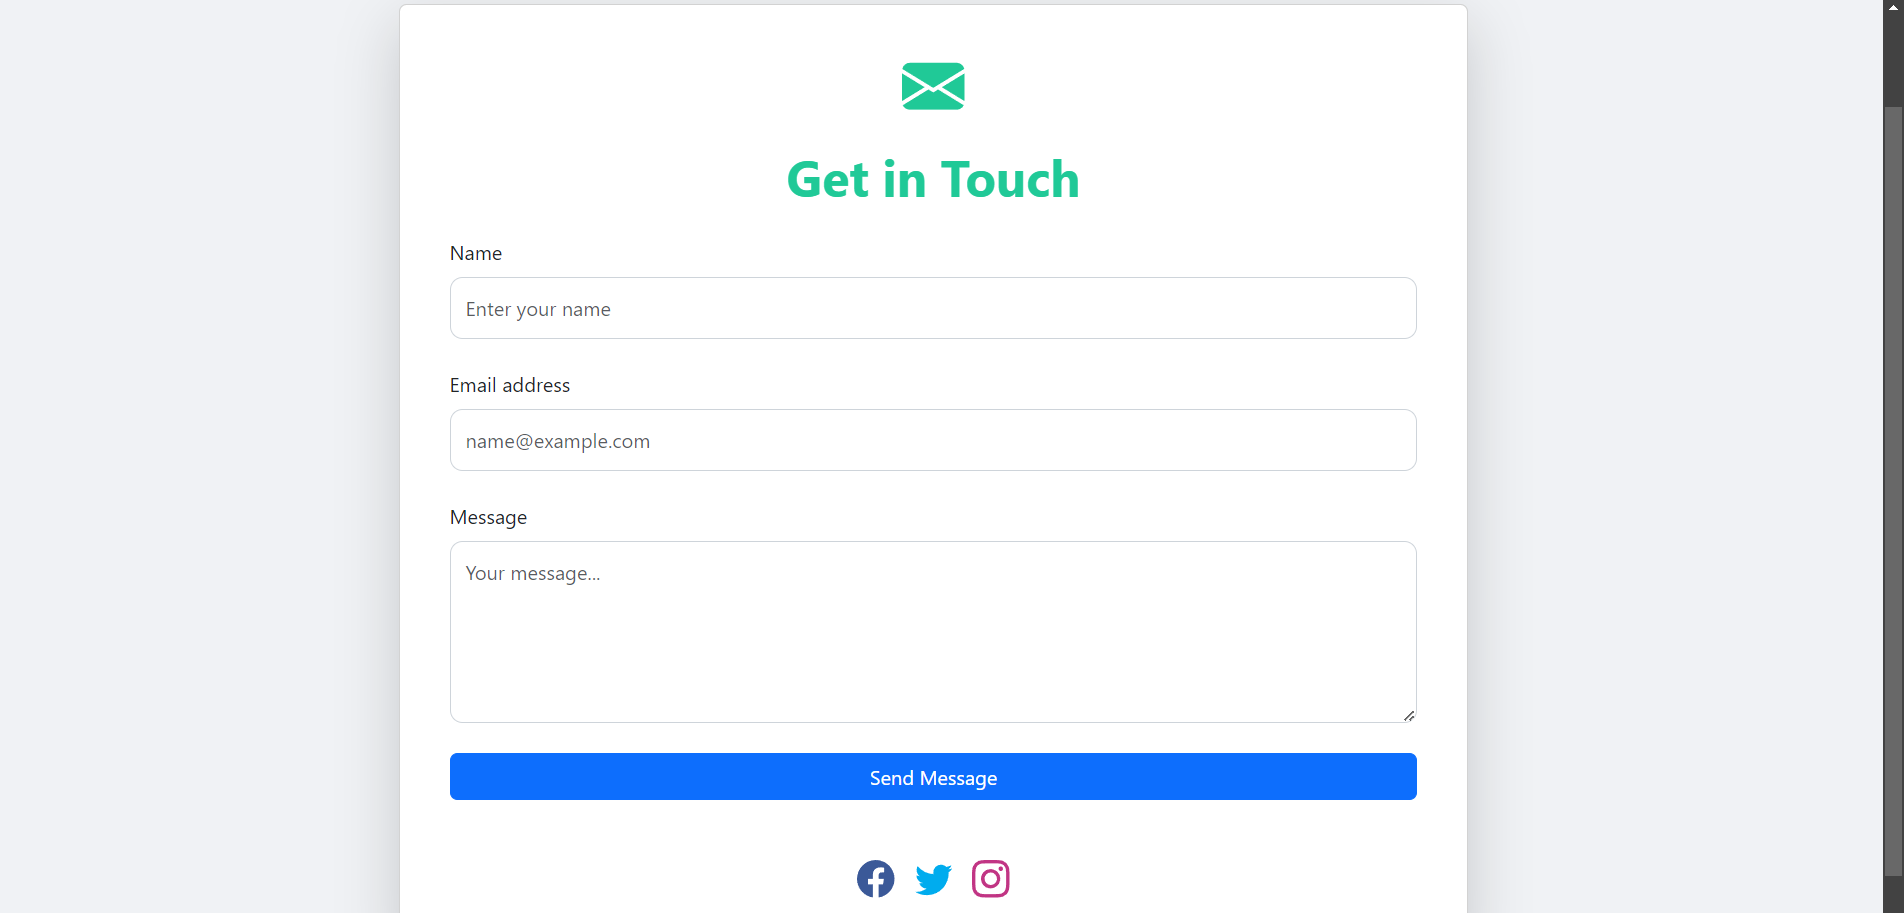 Get in Touch
Name
Enter your name
Email address
name@example.com
Message
Your message...
Send Message